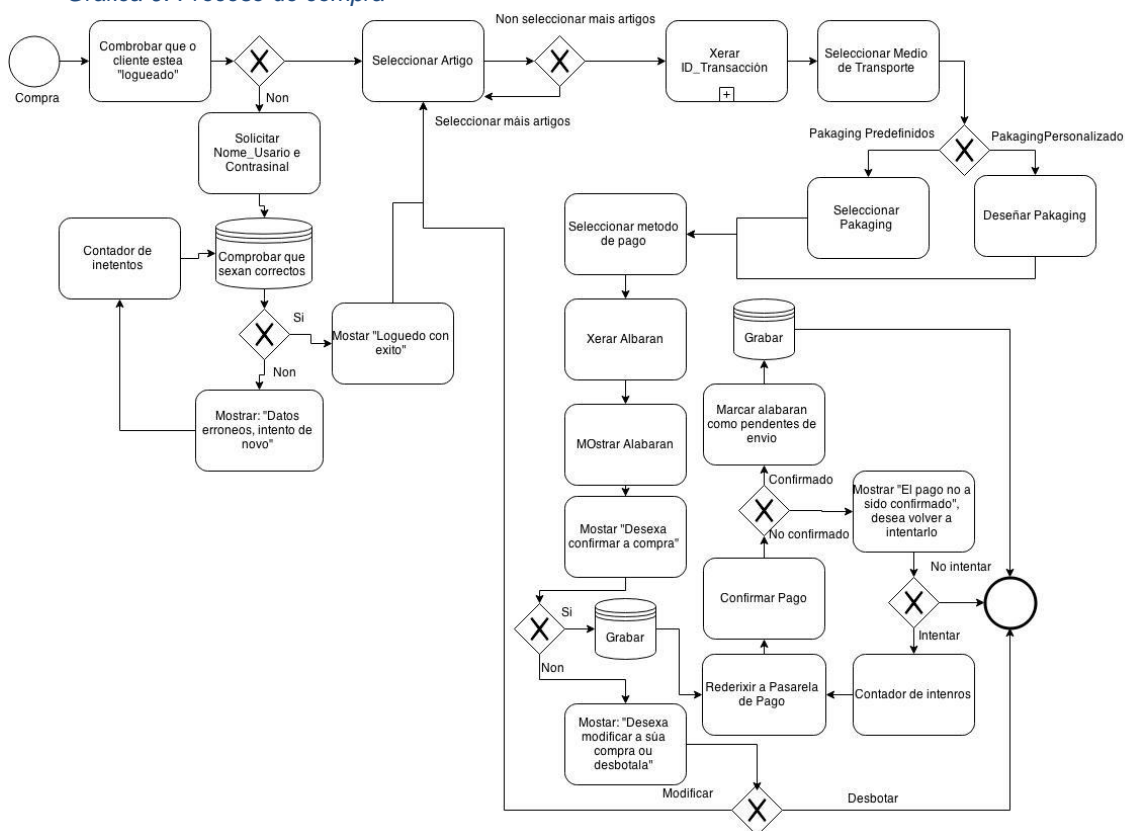 Gráfica 6: Proceso de compra
Non seleccionar mais artigos
Combrobar que o
cliente estea
"logueado"
Seleccionar Artigo
Xerar
ID_Transacción
Seleccionar Medio
de Transporte
Compra
Non
Seleccionar máis artigos
Solicitar
Nome_Usario e
Contrasinal
Pakaging Predefinidos
PakagingPersonalizado
Seleccionar
Pakaging
Deseñar Pakaging
Seleccionar metodo
de pago
Contador de
inetentos
Comprobar que
sexan correctos
Si
Mostar "Loguedo con
exito"
Non
Xerar Albaran
Grabar
Mostrar: "Datos
erroneos, intento de
novo"
MOstrar Alabaran
Marcar alabaran
como pendentes de
envio
Confirmado
Mostrar "El pago no a
sido confirmado",
desea volver a
intentarlo
No confirmado
Mostar "Desexa
confirmar a compra"
No intentar
Confirmar Pago
Si
Grabar
Intentar
Non
Rederixir a Pasarela
de Pago
Contador de intenros
Mostar: "Desexa
modificar a súa
compra ou
desbotala"
Modificar
Desbotar